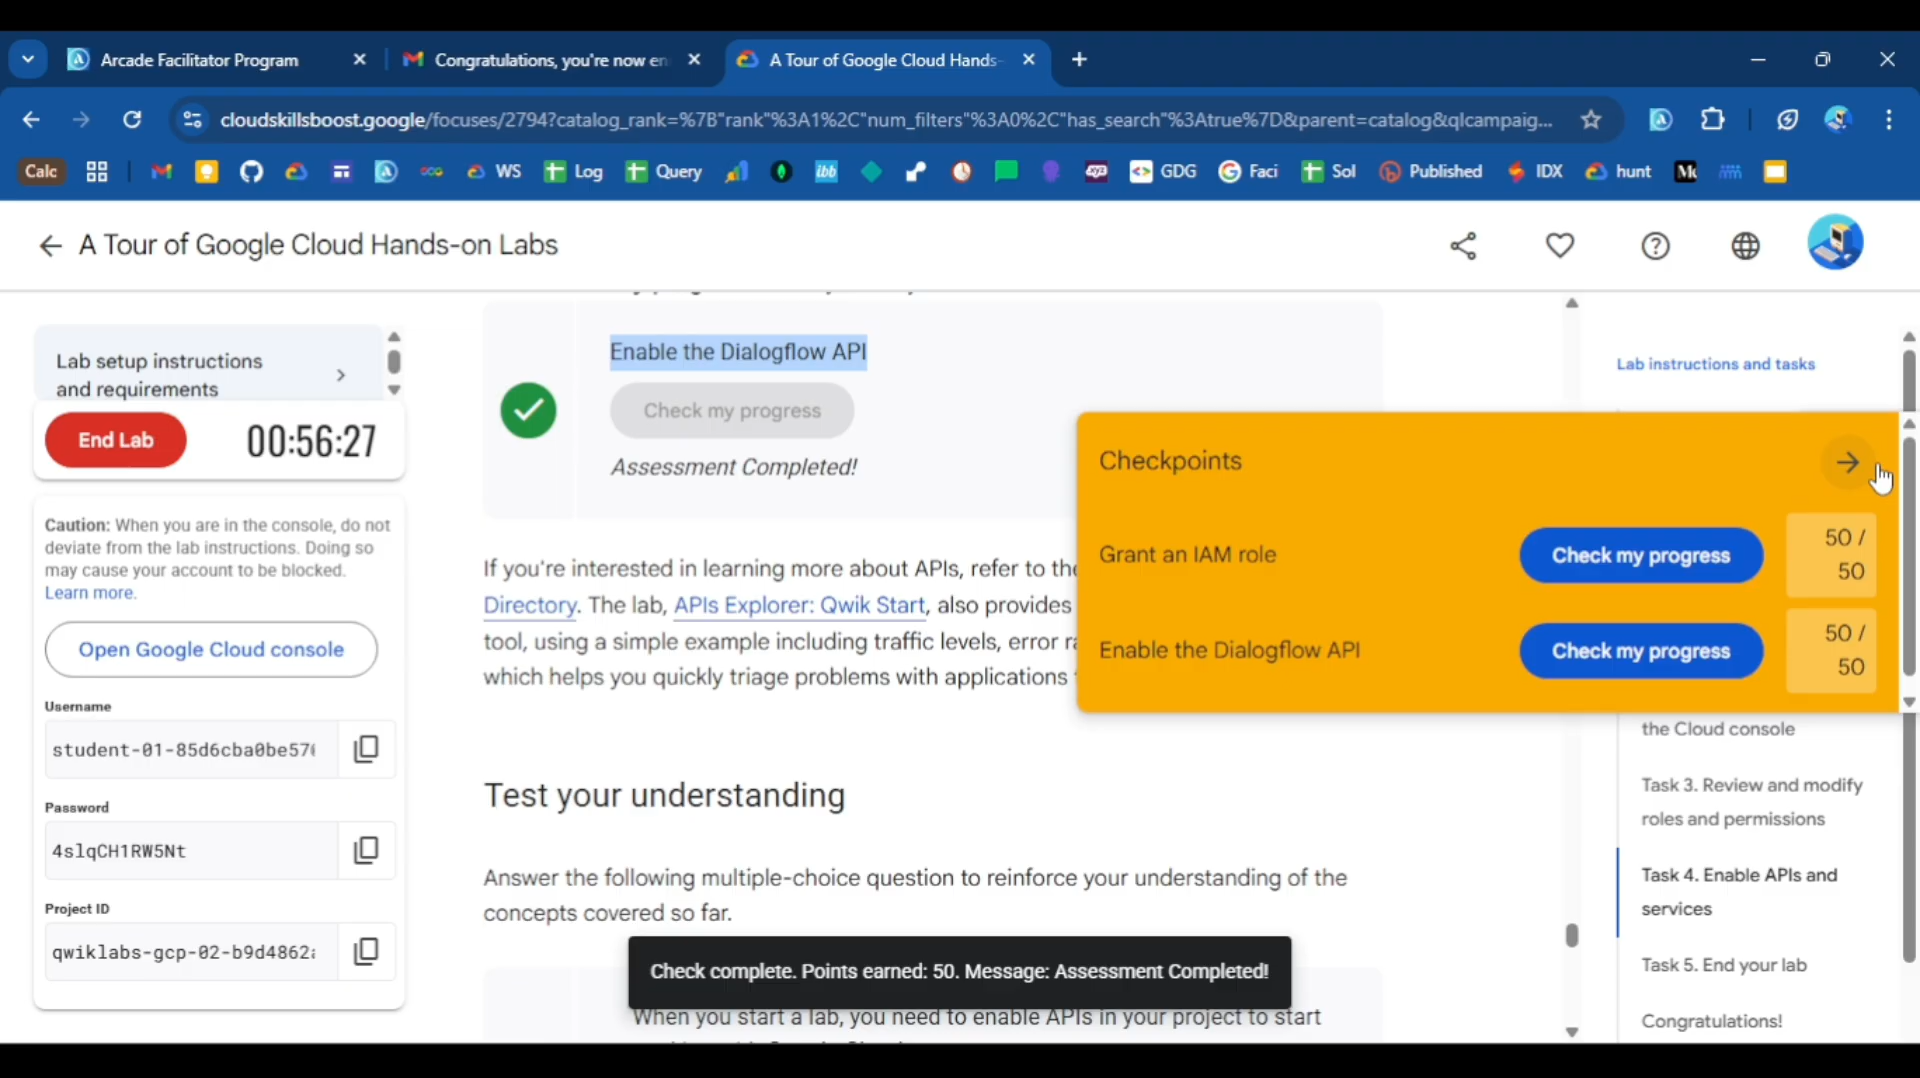 Arcade Facilitator Program
Congratulations, you're now en
A Tour of Google Cloud Hands-
cloudskillsboost.google/focuses/2794?catalog_rank=%7B"rank"%3A1%2C"num_filters"%3A0%2C"has_search"%3Atrue%7D&parent=catalog&qlcampaig...
Calc
WS
Log
Query
ibb
GDG
Faci
Sol
Published
IDX
hunt
A Tour of Google Cloud Hands-on Labs
Lab setup instructions
and requirements
End Lab
00:56:27
Caution: When you are in the console, do not
deviate from the lab instructions. Doing so
may cause your account to be blocked.
Learn more.
Open Google Cloud console
Username
student-01-85d6cba0be570
Password
4slqCH1RW5Nt
Project ID
qwiklabs-gcp-02-b9d4862a
Enable the Dialogflow API
Check my progress
Assessment Completed!
If you're interested in learning more about APIs, refer to the
Directory. The lab, APIs Explorer: Qwik Start, also provides
tool, using a simple example including traffic levels, error ra
which helps you quickly triage problems with applications
Test your understanding
Answer the following multiple-choice question to reinforce your understanding of the
concepts covered so far.
Check complete. Points earned: 50. Message: Assessment Completed!
When you start a lab, you need to enable APIs in your project to start
Lab instructions and tasks
Checkpoints
Grant an IAM role
Check my progress
50 /
50
Enable the Dialogflow API
Check my progress
50 /
50
the Cloud console
Task 3. Review and modify
roles and permissions
Task 4. Enable APIs and
services
Task 5. End your lab
Congratulations!